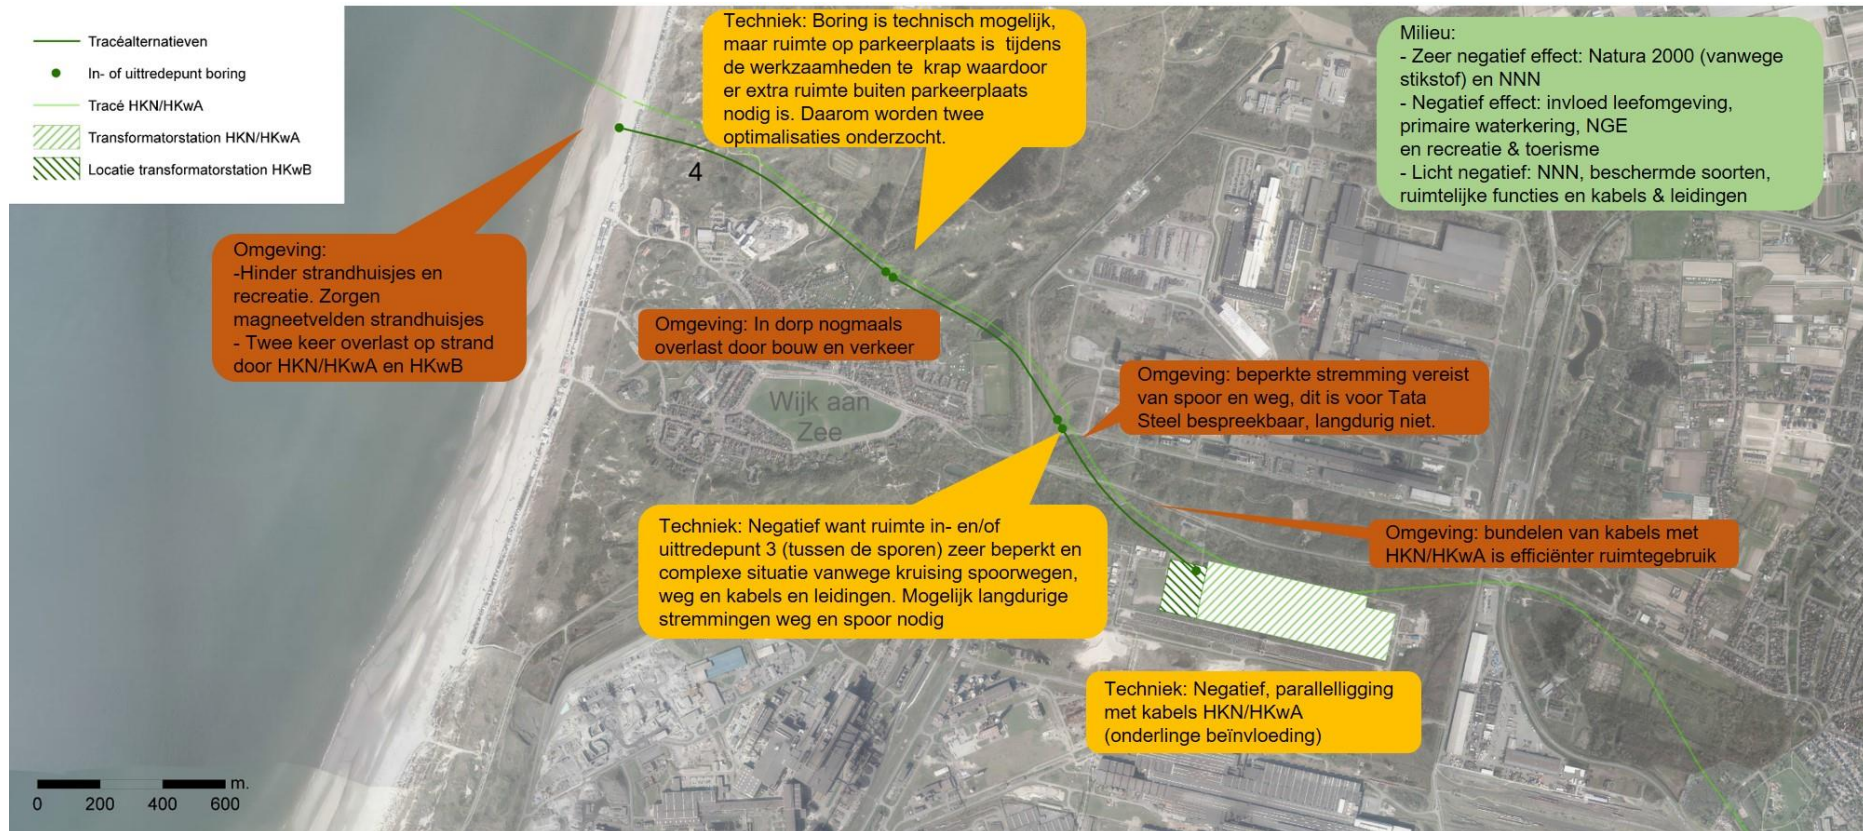 Tracéalternatieven
In- of uittredepunt boring
Tracé HKN/HKwA
Transformatorstation HKN/HKwA
Locatie transformatorstation HKwB
Techniek: Boring is technisch mogelijk,
maar ruimte op parkeerplaats is tijdens
de werkzaamheden te krap waardoor
er extra ruimte buiten parkeerplaats
nodig is. Daarom worden twee
optimalisaties onderzocht.
Milieu:
- Zeer negatief effect: Natura 2000 (vanwege
stikstof) en NNN
- Negatief effect: invloed leefomgeving,
primaire waterkering, NGE
en recreatie & toerisme
- Licht negatief: NNN, beschermde soorten,
ruimtelijke functies en kabels & leidingen
4
Omgeving:
-Hinder strandhuisjes en
recreatie. Zorgen
magneetvelden strandhuisjes
- Twee keer overlast op strand
door HKN/HKwA en HKwB
Omgeving: In dorp nogmaals
overlast door bouw en verkeer
Omgeving: beperkte stremming vereist
van spoor en weg, dit is voor Tata
Steel bespreekbaar, langdurig niet.
Wijk aan
Zee
Techniek: Negatief want ruimte in- en/of
uittredepunt 3 (tussen de sporen) zeer beperkt en
complexe situatie vanwege kruising spoorwegen,
weg en kabels en leidingen. Mogelijk langdurige
stremmingen weg en spoor nodig
Omgeving: bundelen van kabels met
HKN/HKwA is efficiënter ruimtegebruik
Techniek: Negatief, parallelligging
met kabels HKN/HKwA
(onderlinge beïnvloeding)
m.
0 200 400 600